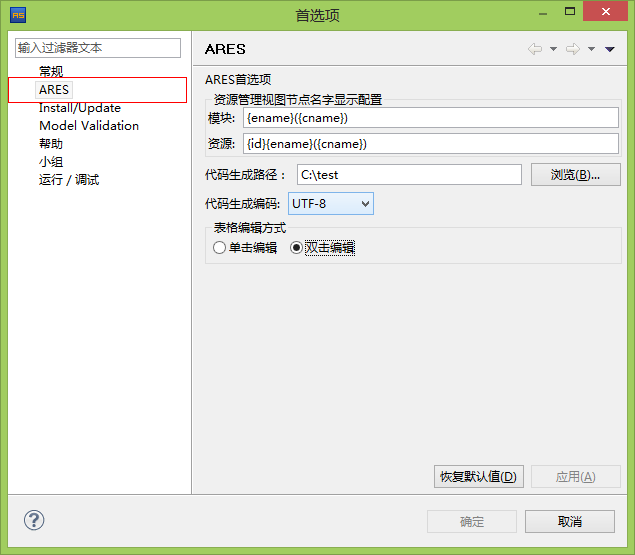 首选项
输入过滤器文本
常规
ARES
Install/Update
Model Validation
帮助
小组
运行 / 调试
ARES
ARES首选项
资源管理视图节点名字显示配置
模块: {ename}({cname})
资源: {id}{ename}({cname})
代码生成路径： C:\test 浏览(B)...
代码生成编码: UTF-8
表格编辑方式
单击编辑 双击编辑
恢复默认值(D) 应用(A)
? 确定 取消